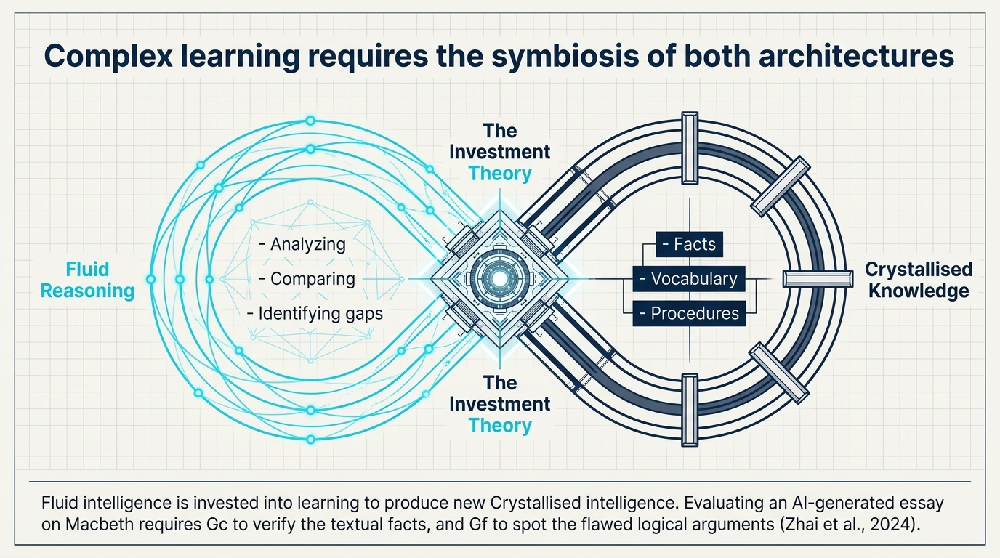 Complex learning requires the symbiosis of both architectures
The
Investment
Theory
Fluid
Reasoning
- Analyzing
- Comparing
- Identifying gaps
- Facts
- Vocabulary
- Procedures
Crystallised
Knowledge
The
Investment
Theory
Fluid intelligence is invested into learning to produce new Crystallised intelligence. Evaluating an AI-generated essay
on Macbeth requires Gc to verify the textual facts, and Gf to spot the flawed logical arguments (Zhai et al., 2024).